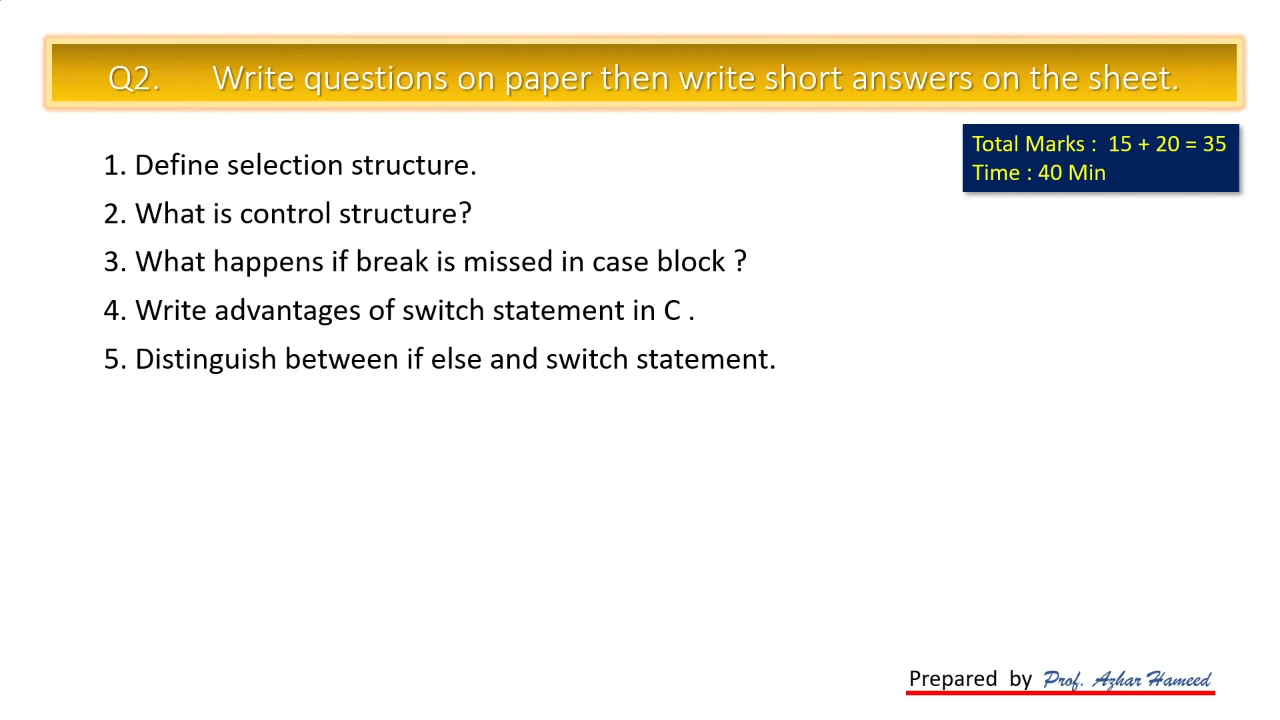 Q2. Write questions on paper then write short answers on the sheet.
Total Marks : 15 + 20 = 35
Time : 40 Min
1. Define selection structure.
2. What is control structure?
3. What happens if break is missed in case block ?
4. Write advantages of switch statement in C .
5. Distinguish between if else and switch statement.
Prepared by Prof. Azhar Hameed